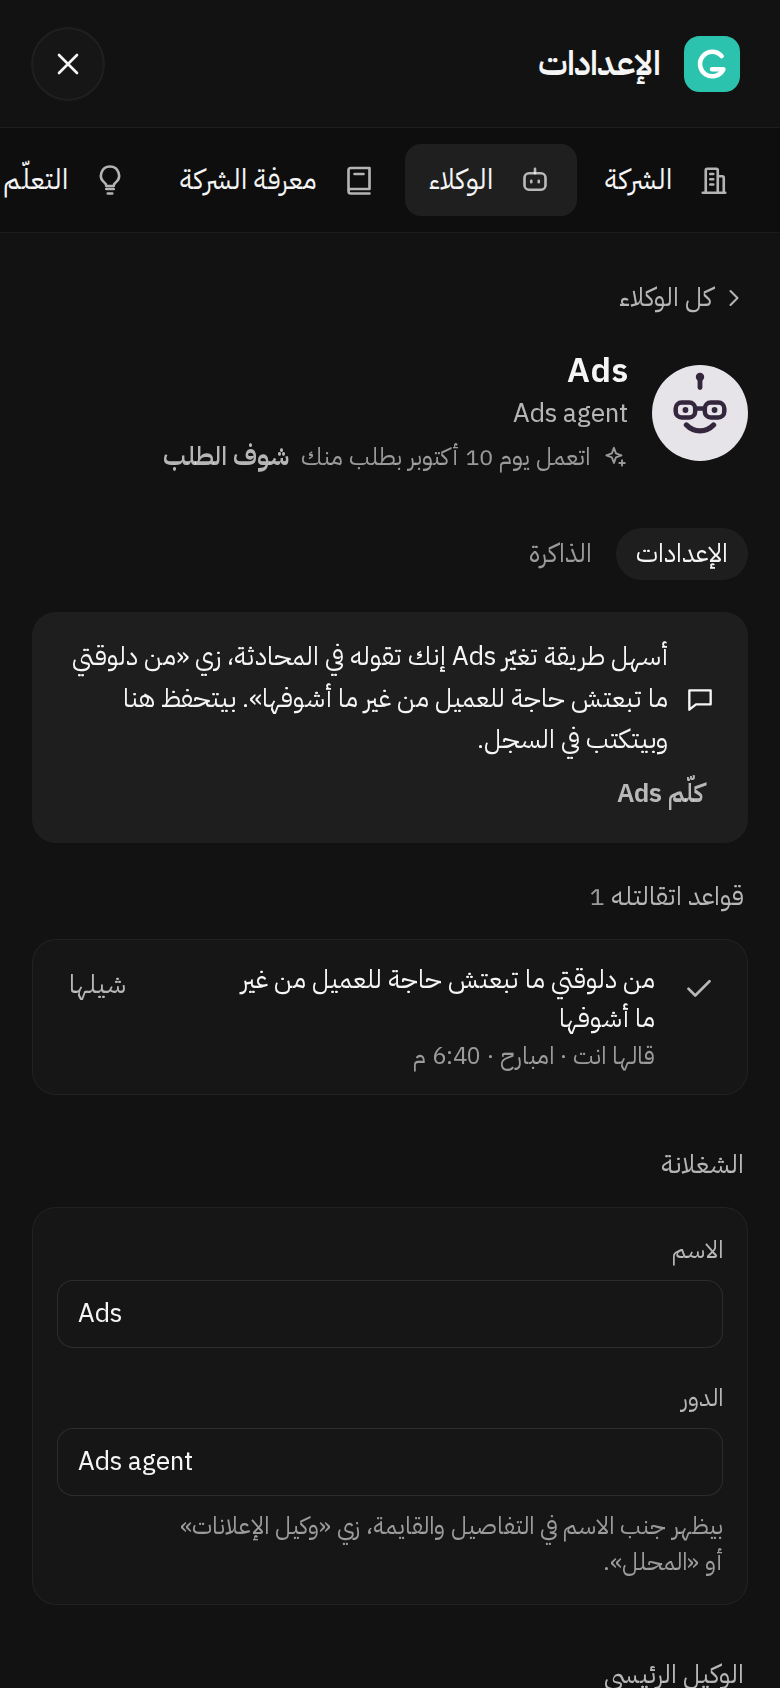 الإعدادات
الشركة
الوكلاء
معرفة الشركة
التعلّم
كل الوكلاء
Ads
Ads agent
اتعمل يوم 10 أكتوبر بطلب منك شوف الطلب
الإعدادات
الذاكرة
أسهل طريقة تغيّر Ads إنك تقوله في المحادثة، زي «من دلوقتي
ما تبعتش حاجة للعميل من غير ما أشوفها». بيتحفظ هنا
وبيتكتب في السجل.
كلّم Ads
قواعد اتقالتله 1
من دلوقتي ما تبعتش حاجة للعميل من غير
ما أشوفها
شيلها
قالها انت · امبارح · 6:40 م
الشغلانة
الاسم
Ads
الدور
Ads agent
بيظهر جنب الاسم في التفاصيل والقايمة، زي «وكيل الإعلانات»
أو «المحلل».
الوكيل الرئيسي